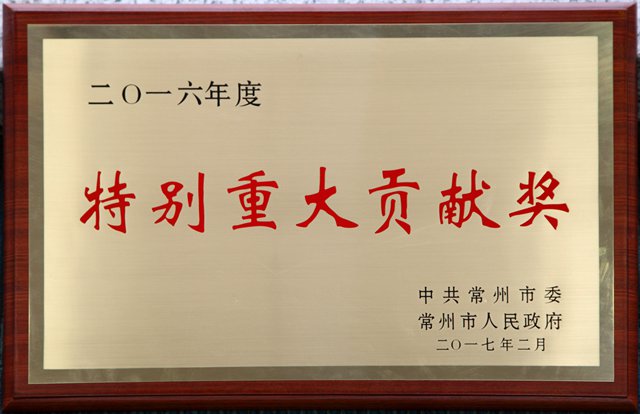 二〇一六年度
特别重大贡献奖
中共常州市委
常州市人民政府
二〇一七年二月